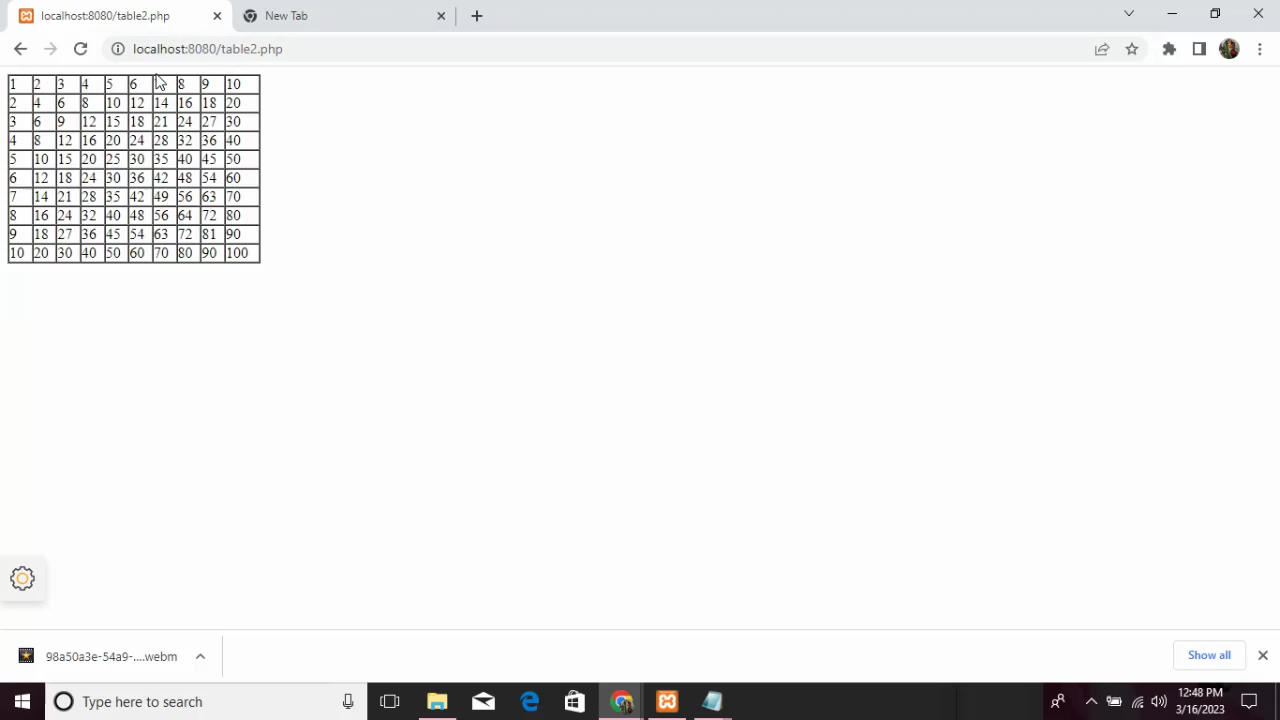 localhost:8080/table2.php
New Tab
localhost:8080/table2.php
1 2 3 4 5 6 8 9 10
2 4 6 8 10 12 14 16 18 20
3 6 9 12 15 18 21 24 27 30
4 8 12 16 20 24 28 32 36 40
5 10 15 20 25 30 35 40 45 50
6 12 18 24 30 36 42 48 54 60
7 14 21 28 35 42 49 56 63 70
8 16 24 32 40 48 56 64 72 80
9 18 27 36 45 54 63 72 81 90
10 20 30 40 50 60 70 80 90 100
98a50a3e-54a9-....webm
Show all
Type here to search
12:48 PM
3/16/2023